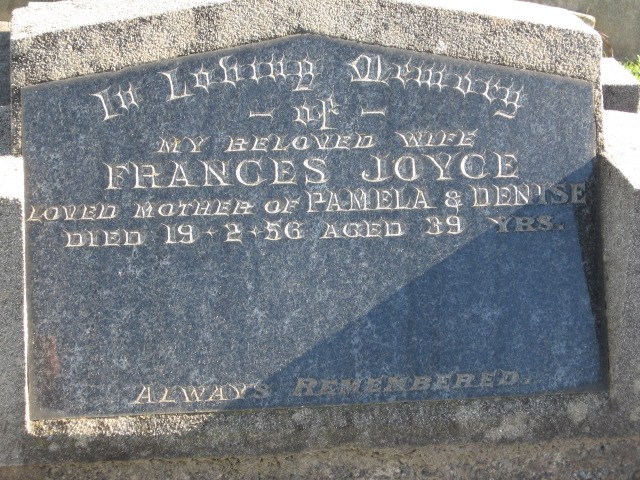 In Loving Memory
- of -
MY BELOVED WIFE
FRANCES JOYCE
LOVED MOTHER OF PAMELA & DENISE
DIED 19-2-56 AGED 39 YRS.
ALWAYS REMEMBERED.